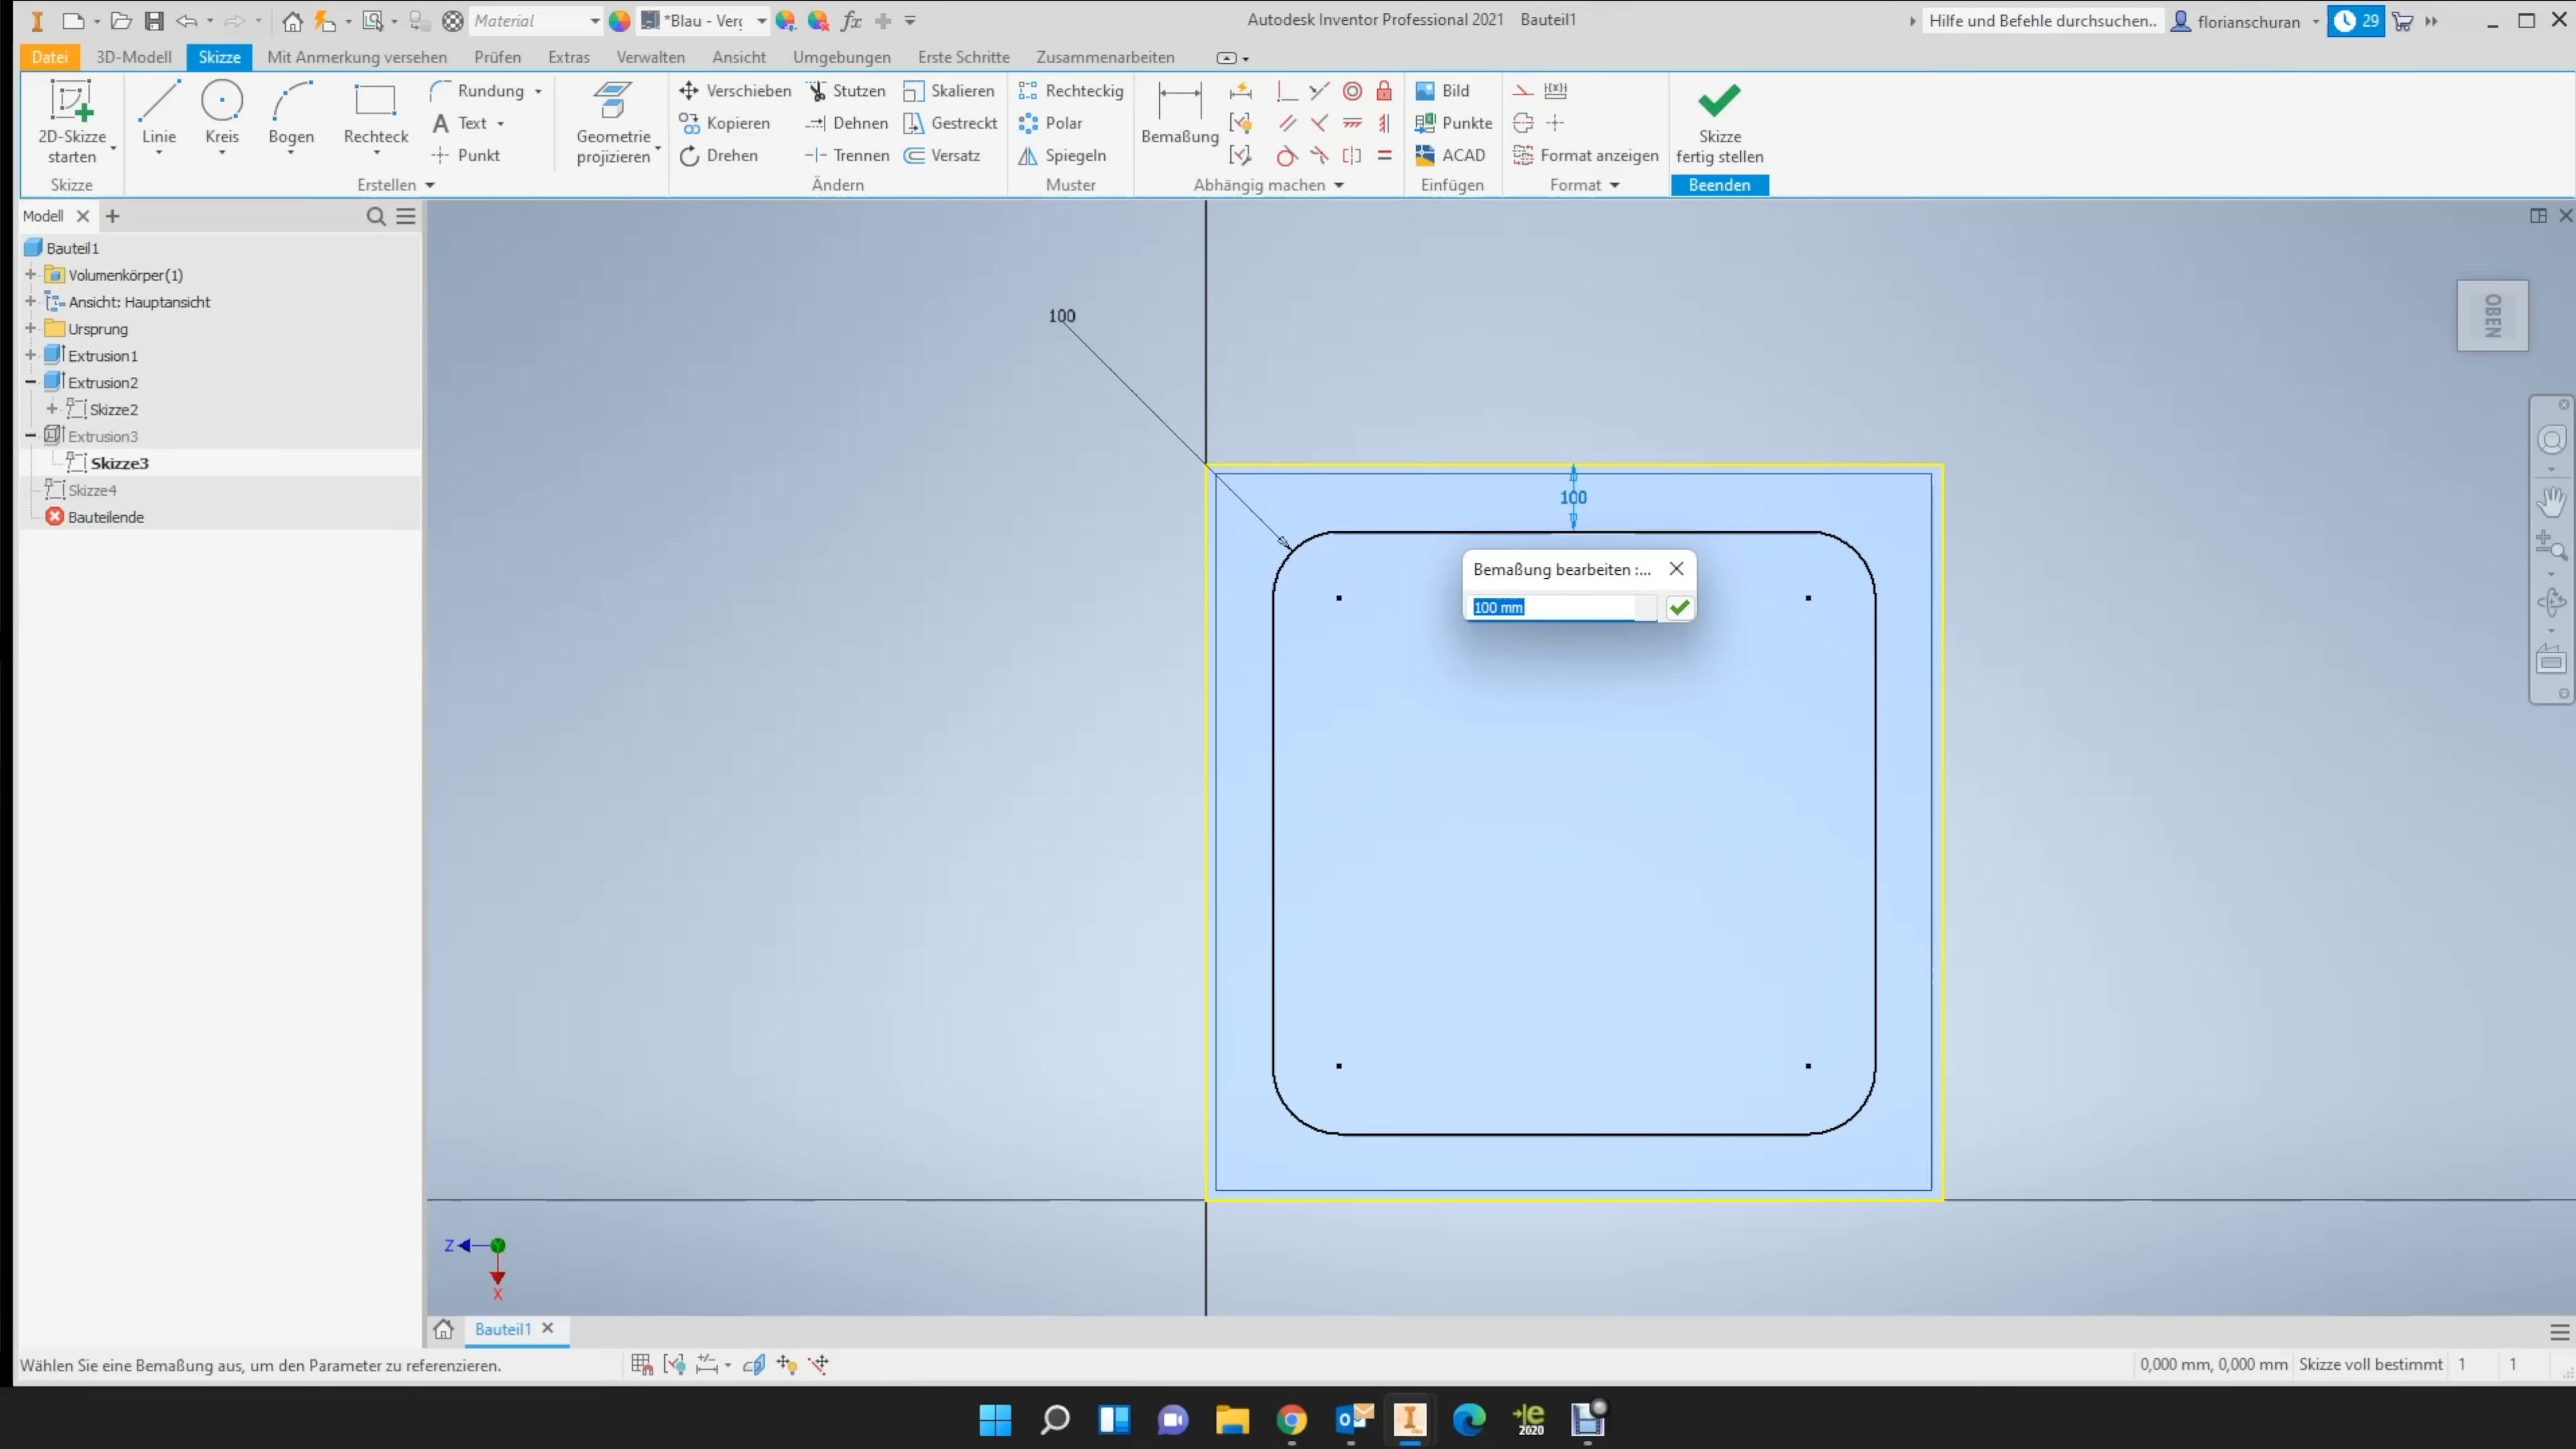 Material
*Blau - Verg
fx
Autodesk Inventor Professional 2021 Bauteil1
Hilfe und Befehle durchsuchen..
florianschuran
29
Datei 3D-Modell Skizze Mit Anmerkung versehen Prüfen Extras Verwalten Ansicht Umgebungen Erste Schritte Zusammenarbeiten
2D-Skizze
starten
Linie
Kreis
Bogen
Rechteck
Rundung
Text
Punkt
Geometrie
projizieren
Verschieben
Kopieren
Drehen
Stutzen
Dehnen
Trennen
Skalieren
Gestreckt
Versatz
Rechteckig
Polar
Spiegeln
Bemaßung
Bild
Punkte
ACAD
Format anzeigen
Skizze
fertig stellen
Skizze
Erstellen
Ändern
Muster
Abhängig machen
Einfügen
Format
Beenden
Modell
Bauteil1
Volumenkörper(1)
Ansicht: Hauptansicht
Ursprung
Extrusion1
Extrusion2
Skizze2
Extrusion3
Skizze3
Skizze4
Bauteilende
100
100
OBEN
Bemaßung bearbeiten :...
100 mm
Z
Y
X
Bauteil1
Wählen Sie eine Bemaßung aus, um den Parameter zu referenzieren.
0,000 mm, 0,000 mm Skizze voll bestimmt 1 1
2020